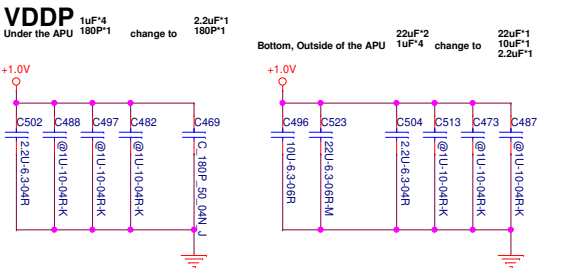 VDDP
1uF*4
180P*1
Under the APU
change to
2.2uF*1
180P*1
Bottom, Outside of the APU
22uF*2
1uF*4
change to
22uF*1
10uF*1
2.2uF*1
+1.0V
+1.0V
C502
C488
C497
C482
C469
C496
C523
C504
C513
C473
C487
2.2U-6.3-04R
@1U-10-04R-K
@1U-10-04R-K
@1U-10-04R-K
C_180P_50_04N_J
10U-6.3-06R
22U-6.3-06R-M
2.2U-6.3-04R
@1U-10-04R-K
@1U-10-04R-K
@1U-10-04R-K